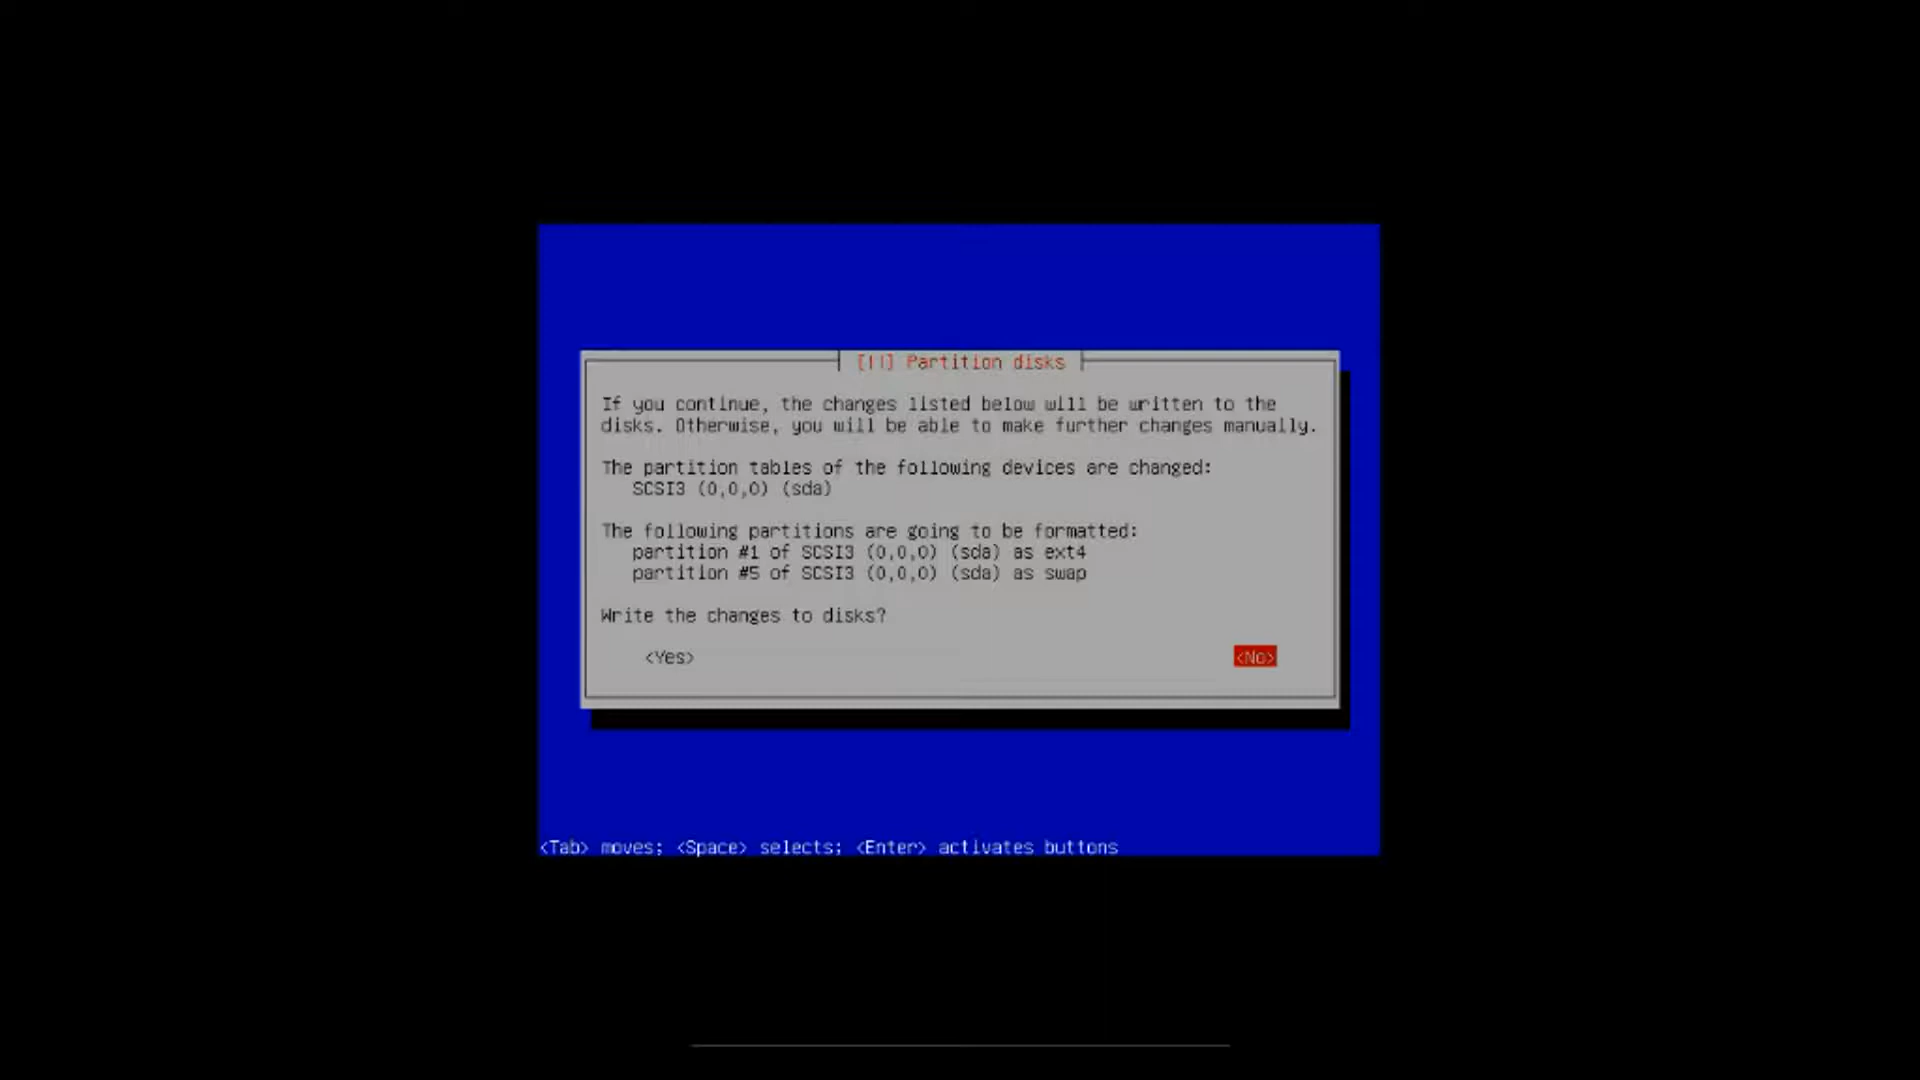 [!!] Partition disks
If you continue, the changes listed below will be written to the
disks. Otherwise, you will be able to make further changes manually.
The partition tables of the following devices are changed:
SCSI3 (0,0,0) (sda)
The following partitions are going to be formatted:
partition #1 of SCSI3 (0,0,0) (sda) as ext4
partition #5 of SCSI3 (0,0,0) (sda) as swap
Write the changes to disks?
<Yes> <No>
<Tab> moves; <Space> selects; <Enter> activates buttons